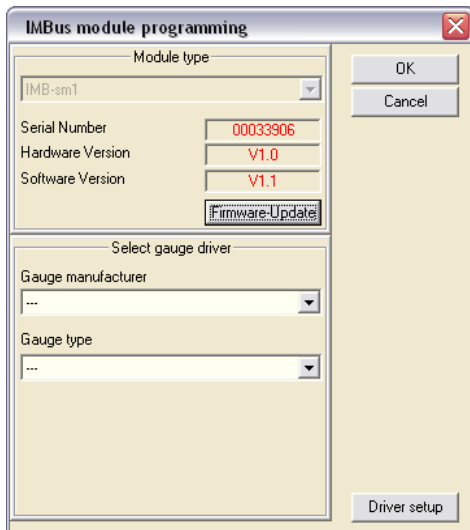 IMBus module programming
Module type
OK
IMB-sm1
Cancel
Serial Number 00033906
Hardware Version V1.0
Software Version V1.1
Firmware-Update
Select gauge driver
Gauge manufacturer
---
Gauge type
---
Driver setup